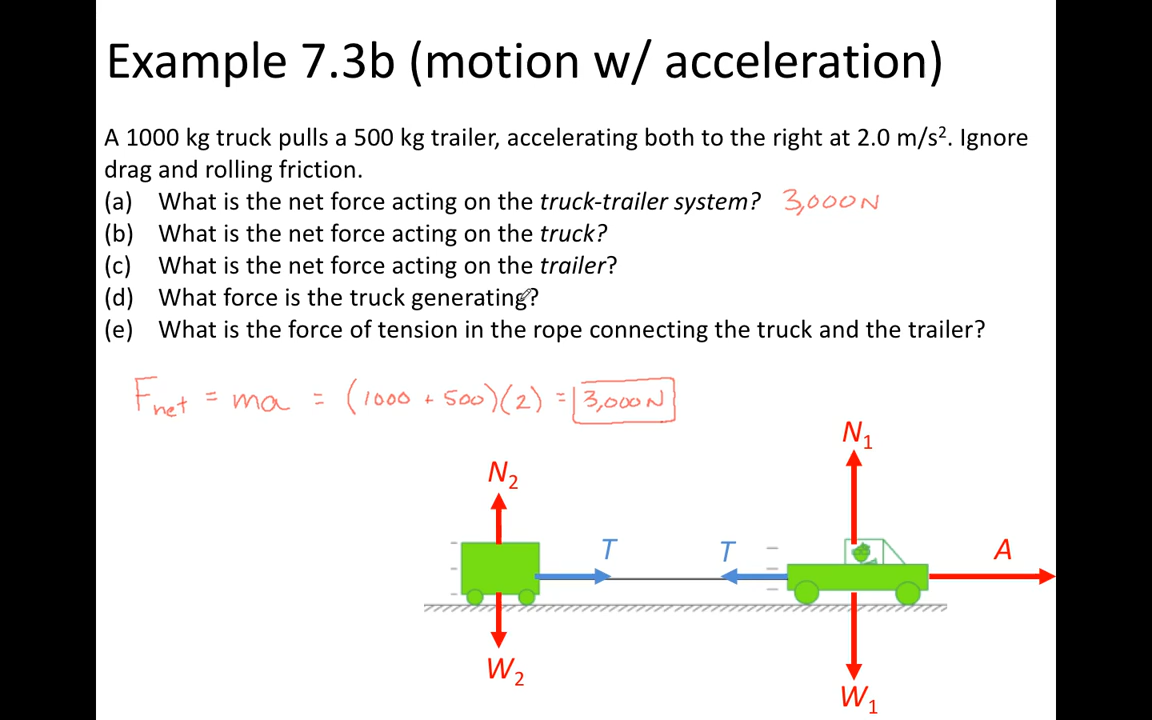 Example 7.3b (motion w/ acceleration)
A 1000 kg truck pulls a 500 kg trailer, accelerating both to the right at 2.0 m/s². Ignore
drag and rolling friction.
(a) What is the net force acting on the truck-trailer system? 3,000N
(b) What is the net force acting on the truck?
(c) What is the net force acting on the trailer?
(d) What force is the truck generating?
(e) What is the force of tension in the rope connecting the truck and the trailer?
Fnet = ma = (1000 + 500)(2) = 3,000N
N₁
N₂
T T A
W₂
W₁